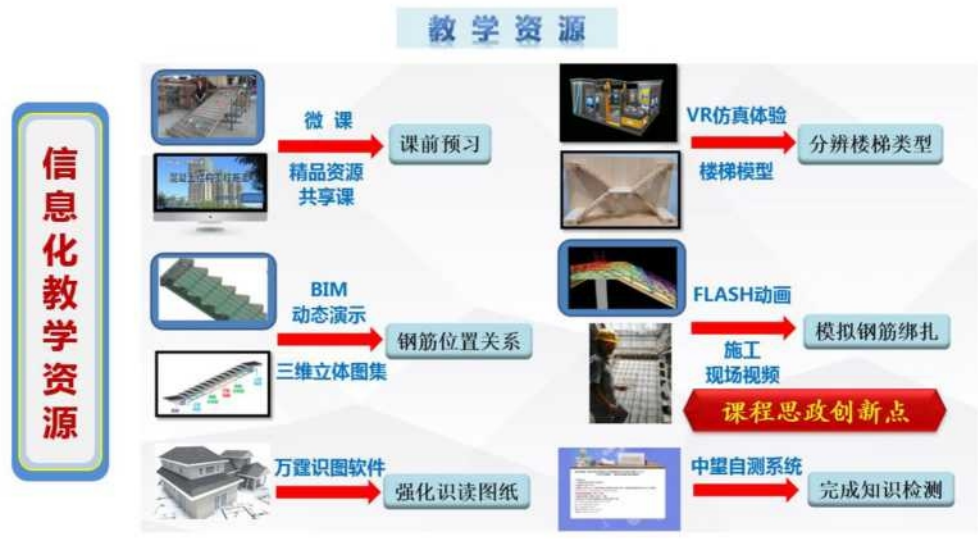 教学资源
信息化教学资源
微课
精品资源
共享课
课前预习
VR仿真体验
楼梯模型
分辨楼梯类型
BIM
动态演示
三维立体图集
钢筋位置关系
FLASH动画
施工
现场视频
模拟钢筋绑扎
课程思政创新点
万霆识图软件
强化识读图纸
中望自测系统
完成知识检测